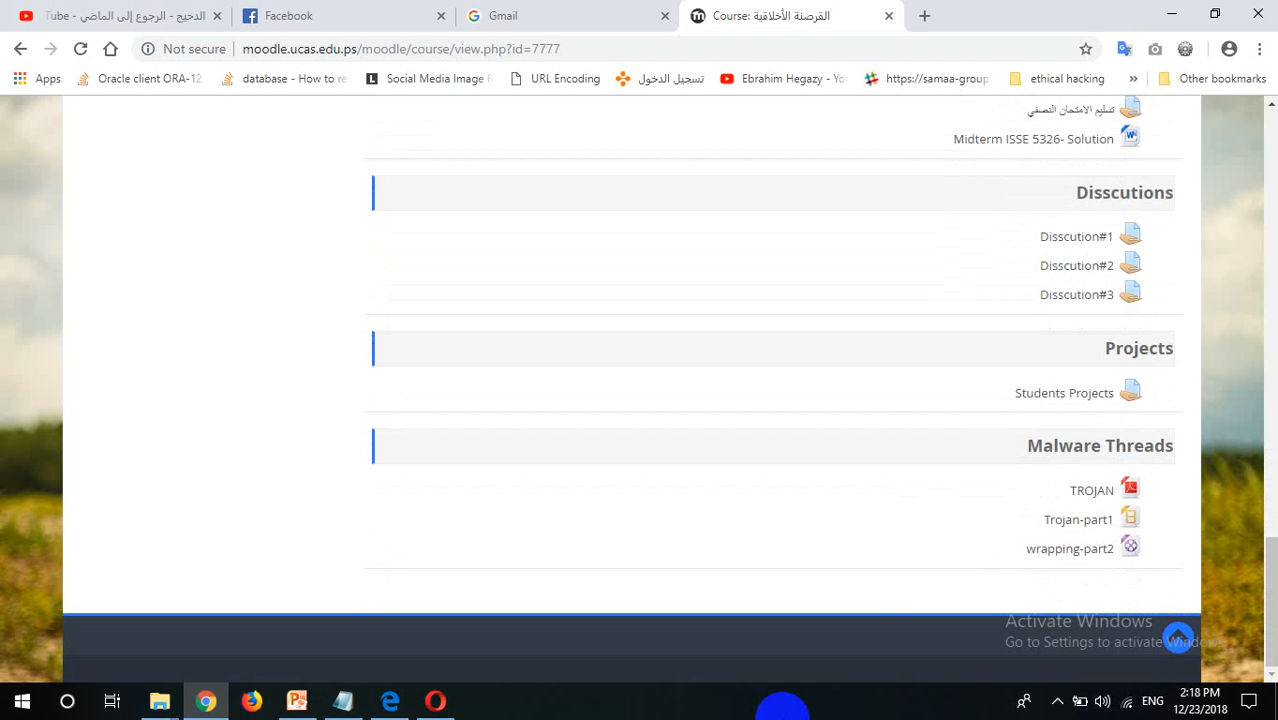 Tube - الدحيح - الرجوع إلى الماضي
Facebook
Gmail
Course: القرصنة الأخلاقية
Not secure
moodle.ucas.edu.ps/moodle/course/view.php?id=7777
Apps
Oracle client ORA-12
database - How to re
Social Media Image R
URL Encoding
تسجيل الدخول
Ebrahim Hegazy - Yo
https://samaa-group
ethical hacking
»
Other bookmarks
تسليم الامتحان النصفي
Midterm ISSE 5326- Solution
Disscutions
Disscution#1
Disscution#2
Disscution#3
Projects
Students Projects
Malware Threads
TROJAN
Trojan-part1
wrapping-part2
Activate Windows
Go to Settings to activate Windows.
ENG
2:18 PM
12/23/2018